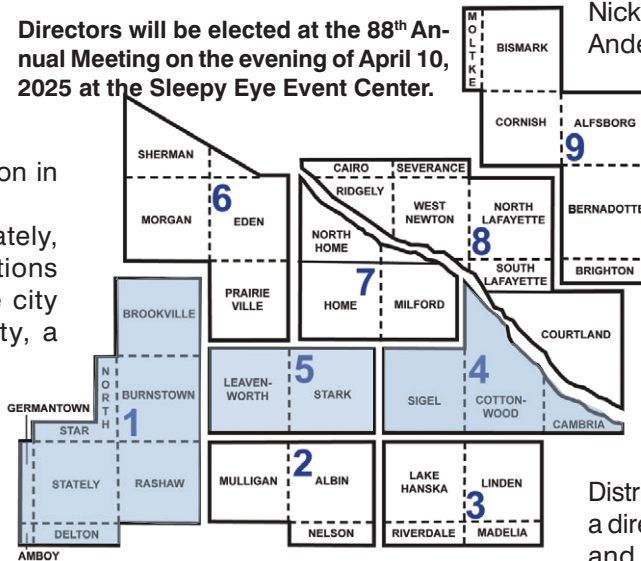 Directors will be elected at the 88th An-
nual Meeting on the evening of April 10,
2025 at the Sleepy Eye Event Center.
Nick
Ande
on in
ately,
tions
city
ty, a
MOLTKE
BISMARK
CORNISH
ALFSBORG
9
BERNADOTTE
BRIGHTON
SHERMAN
6
MORGAN
EDEN
PRAIRIE
VILLE
CAIRO
SEVERANCE
RIDGELY
WEST
NEWTON
NORTH
LAFAYETTE
8
SOUTH
LAFAYETTE
COURTLAND
NORTH
HOME
7
HOME
MILFORD
BROOKVILLE
NORTH
BURNSTOWN
1
GERMANTOWN
STAR
STATELY
RASHAW
DELTON
AMBOY
LEAVEN-
WORTH
5
STARK
SIGEL
4
COTTON-
WOOD
CAMBRIA
MULLIGAN
2
ALBIN
NELSON
LAKE
HANSKA
LINDEN
3
RIVERDALE
MADELIA
Distr
a dire
and